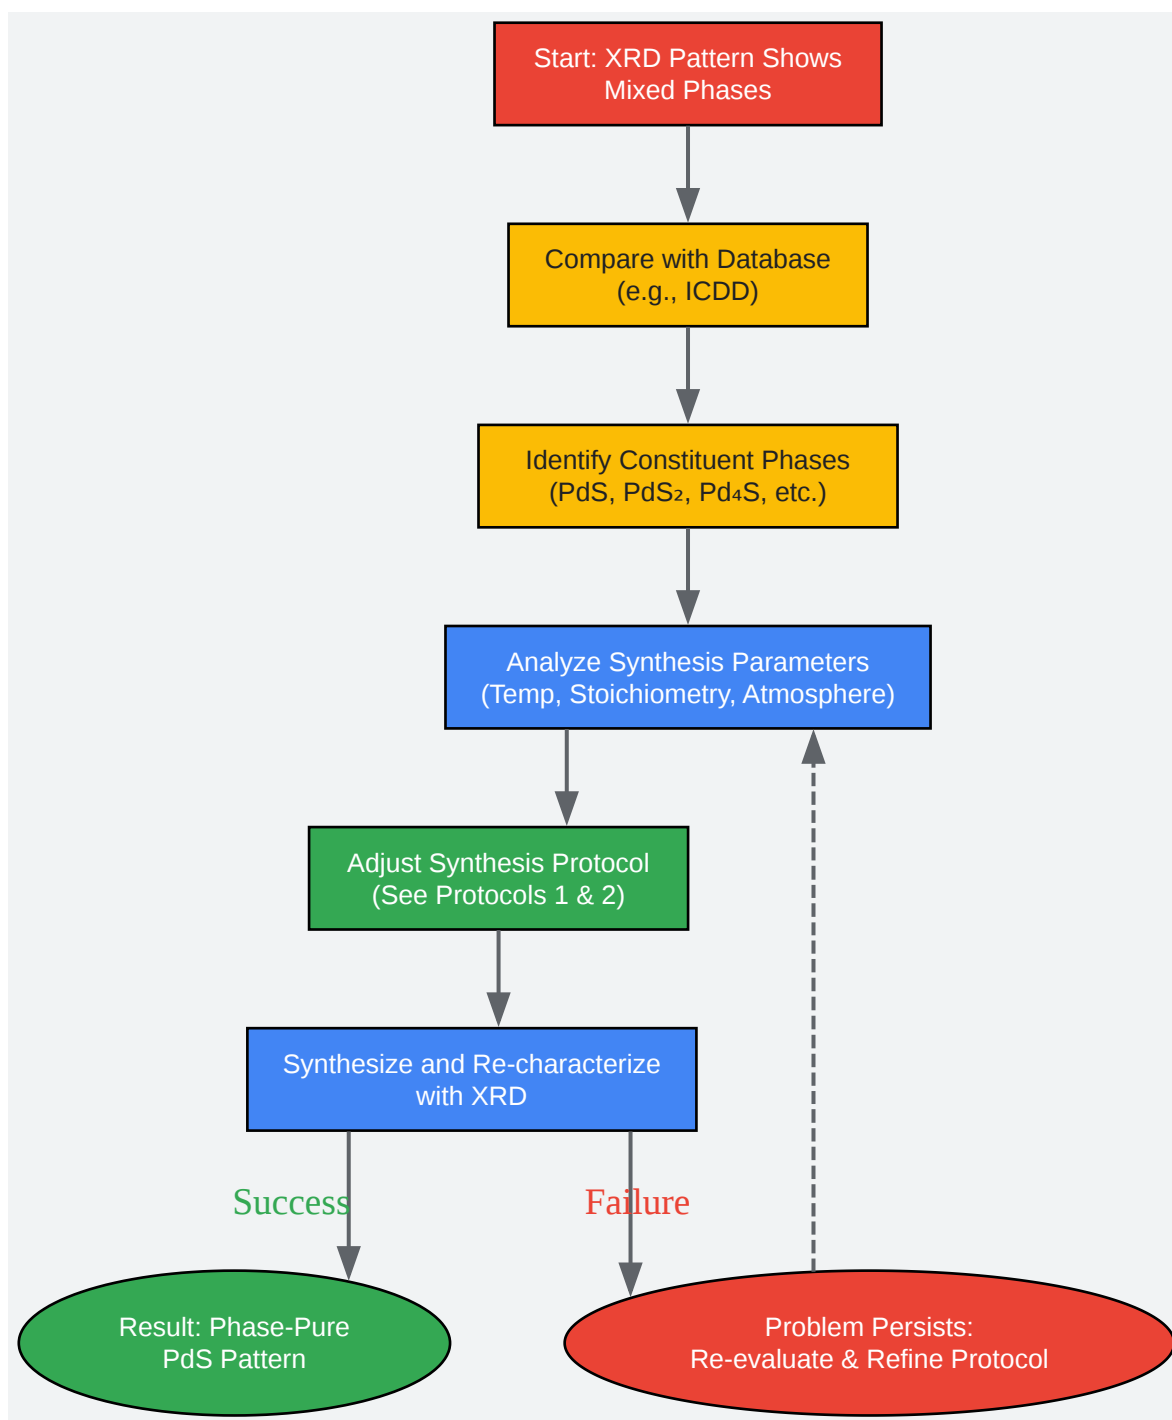 Start: XRD Pattern Shows
Mixed Phases
Compare with Database
(e.g., ICDD)
Identify Constituent Phases
(PdS, PdS₂, Pd₄S, etc.)
Analyze Synthesis Parameters
(Temp, Stoichiometry, Atmosphere)
Adjust Synthesis Protocol
(See Protocols 1 & 2)
Synthesize and Re-characterize
with XRD
Success
Failure
Result: Phase-Pure
PdS Pattern
Problem Persists:
Re-evaluate & Refine Protocol